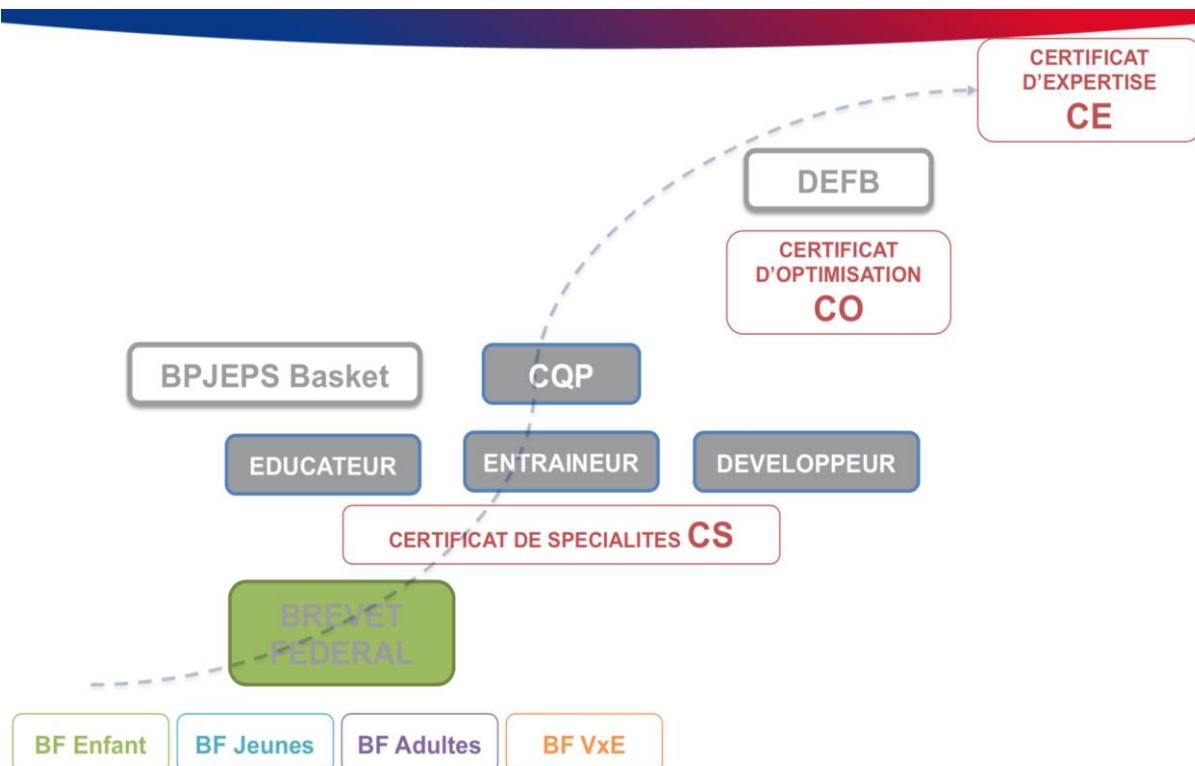 CERTIFICAT
D'EXPERTISE
CE
DEFB
CERTIFICAT
D'OPTIMISATION
CO
BPJEPS Basket
CQP
EDUCATEUR
ENTRAINEUR
DEVELOPPEUR
CERTIFICAT DE SPECIALITES CS
BREVET
FEDERAL
BF Enfant
BF Jeunes
BF Adultes
BF VxE